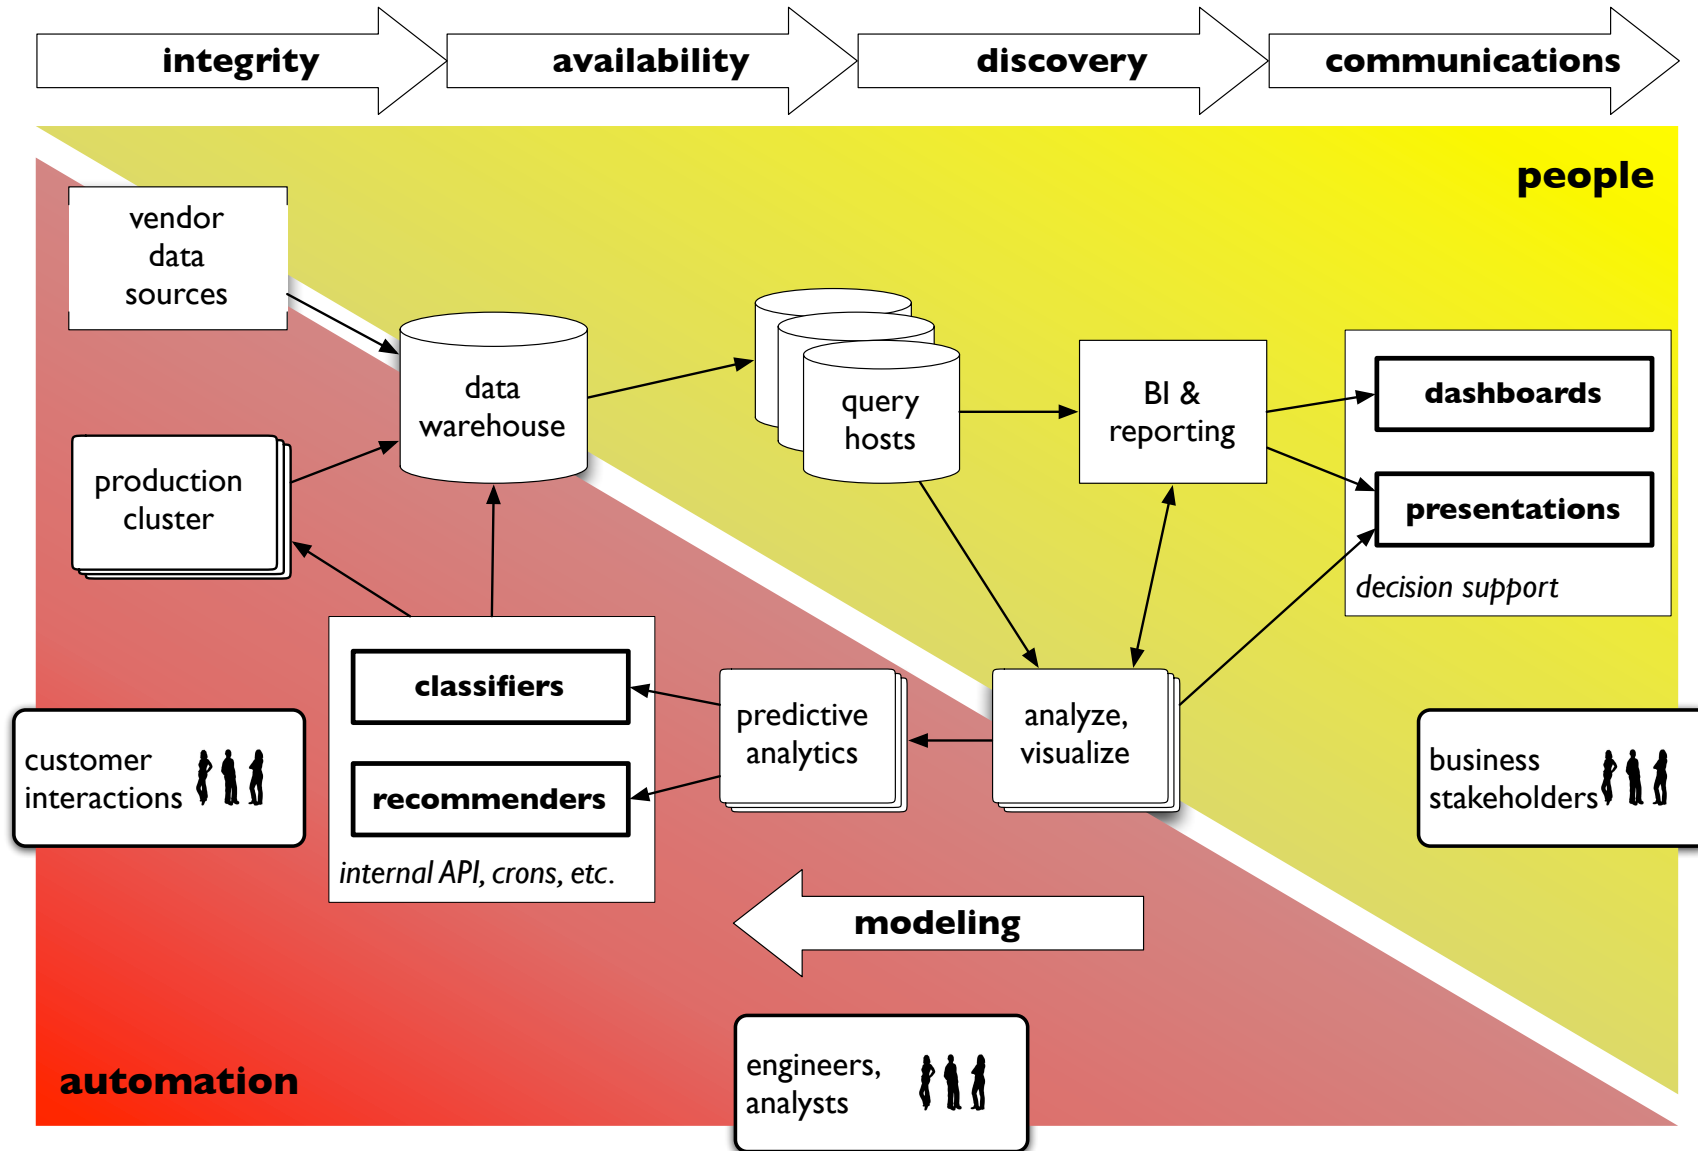 integrity
availability
discovery
communications
people
vendor
data
sources
data
warehouse
query
hosts
BI &
reporting
dashboards
presentations
decision support
production
cluster
classifiers
recommenders
internal API, crons, etc.
predictive
analytics
analyze,
visualize
customer
interactions
business
stakeholders
modeling
automation
engineers,
analysts